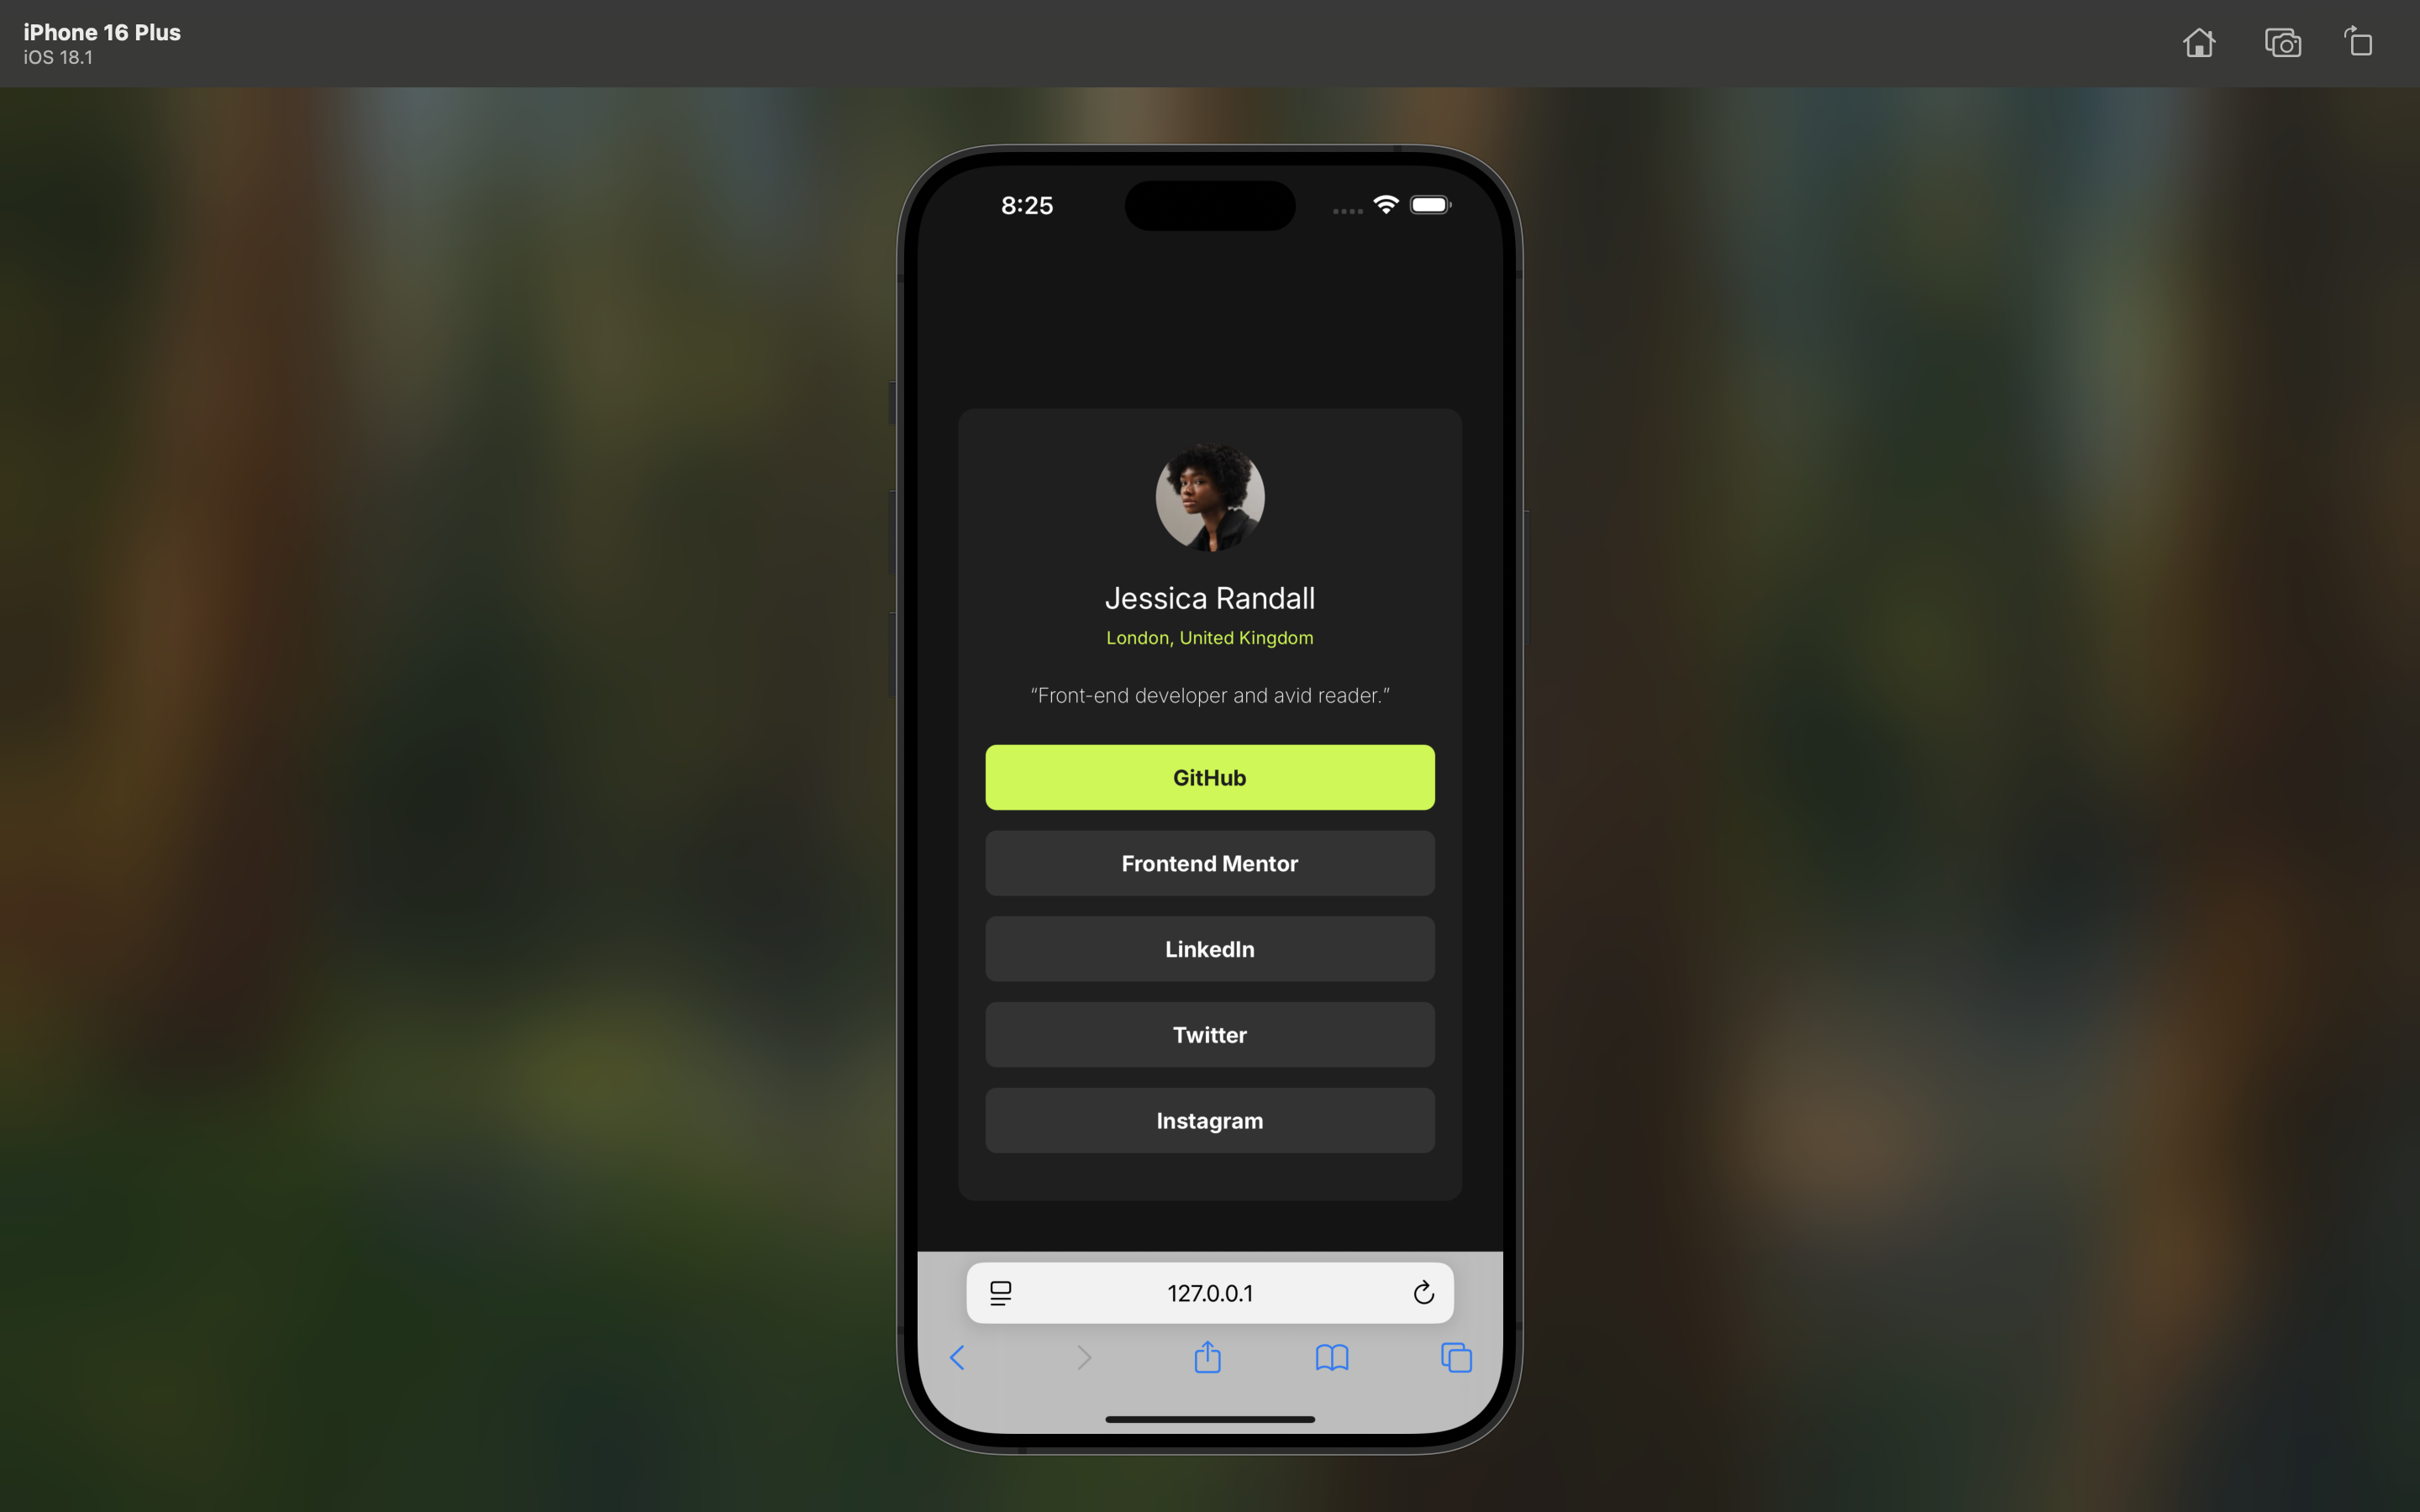 iPhone 16 Plus
iOS 18.1
8:25
Jessica Randall
London, United Kingdom
“Front-end developer and avid reader.”
GitHub
Frontend Mentor
LinkedIn
Twitter
Instagram
127.0.0.1